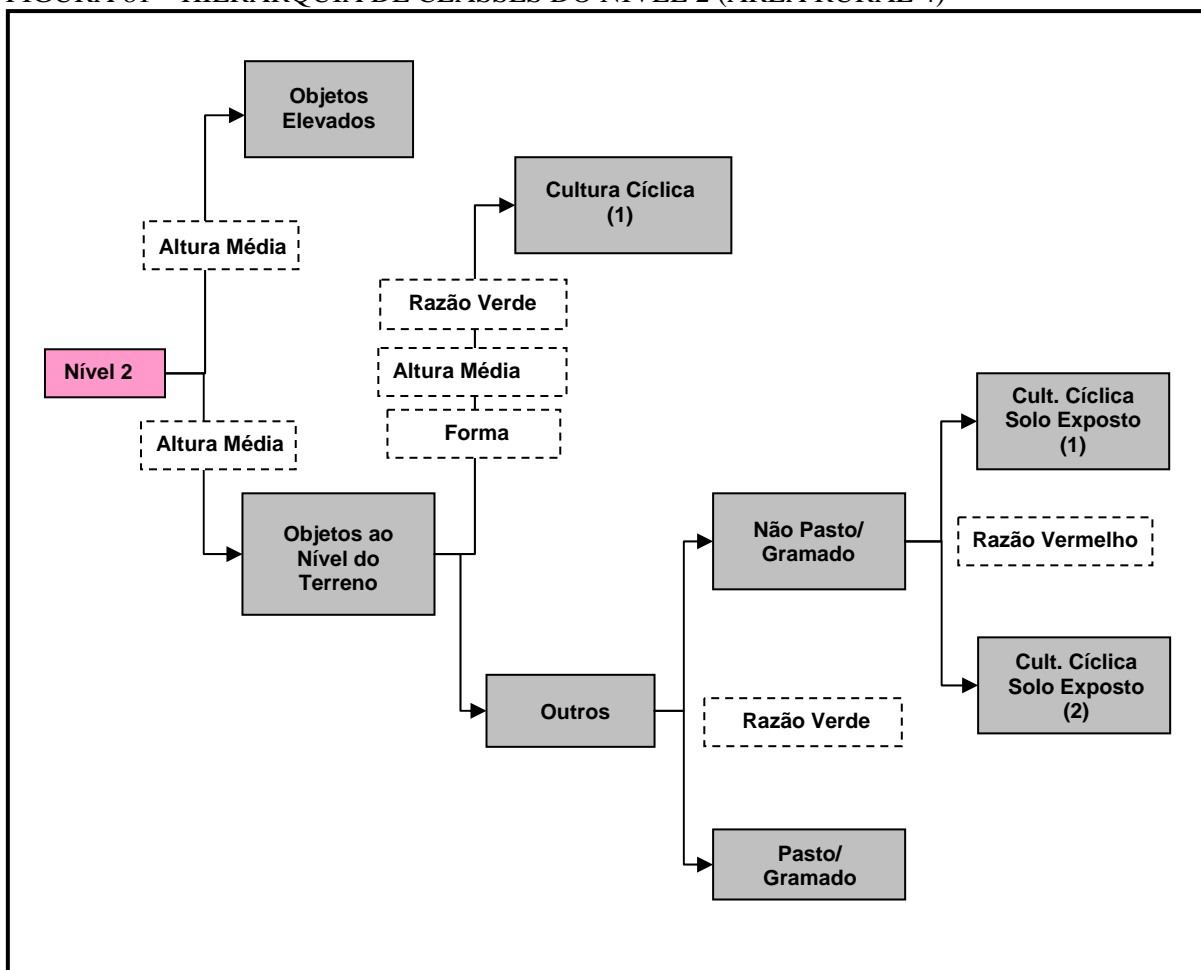 FIGURA 61 – HIERARQUIA DE CLASSES DO NÍVEL 2 (ÁREA RURAL 4)
Objetos
Elevados
Cultura Cíclica
(1)
Altura Média
Razão Verde
Altura Média
Nível 2
Forma
Altura Média
Cult. Cíclica
Solo Exposto
(1)
Objetos ao
Nível do
Terreno
Não Pasto/
Gramado
Razão Vermelho
Cult. Cíclica
Solo Exposto
(2)
Outros
Razão Verde
Pasto/
Gramado